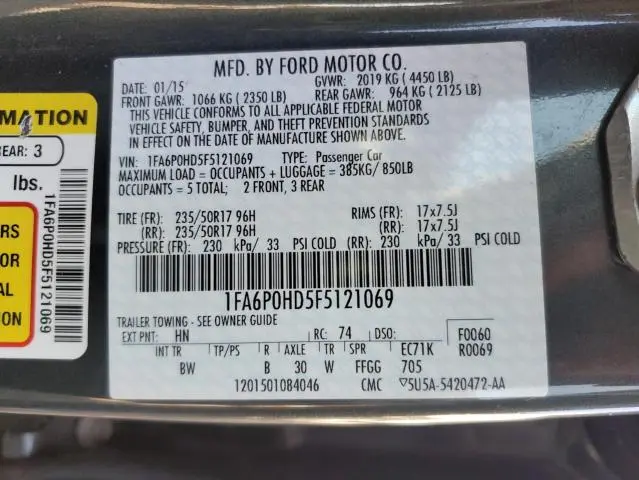 MATION
REAR: 3
lbs.
1FA6P0HD5F5121069
RS
OR
AL
ION
MFD. BY FORD MOTOR CO.
DATE: 01/15 GVWR: 2019 KG ( 4450 LB)
FRONT GAWR: 1066 KG ( 2350 LB) REAR GAWR: 964 KG ( 2125 LB)
THIS VEHICLE CONFORMS TO ALL APPLICABLE FEDERAL MOTOR
VEHICLE SAFETY, BUMPER, AND THEFT PREVENTION STANDARDS
IN EFFECT ON THE DATE OF MANUFACTURE SHOWN ABOVE.
VIN: 1FA6P0HD5F5121069 TYPE: Passenger Car
MAXIMUM LOAD = OCCUPANTS + LUGGAGE = 385KG/ 850LB
OCCUPANTS = 5 TOTAL; 2 FRONT, 3 REAR
TIRE (FR): 235/50R17 96H RIMS (FR): 17x7.5J
(RR): 235/50R17 96H (RR): 17x7.5J
PRESSURE (FR): 230 kPa/ 33 PSI COLD (RR): 230 kPa/ 33 PSI COLD
1FA6P0HD5F5121069
TRAILER TOWING - SEE OWNER GUIDE
EXT PNT: HN RC: 74 DSO: F0060
INT TR TP/PS R AXLE TR SPR EC71K R0069
BW B 30 W FFGG 705
1201501084046 CMC ▽5U5A-5420472-AA